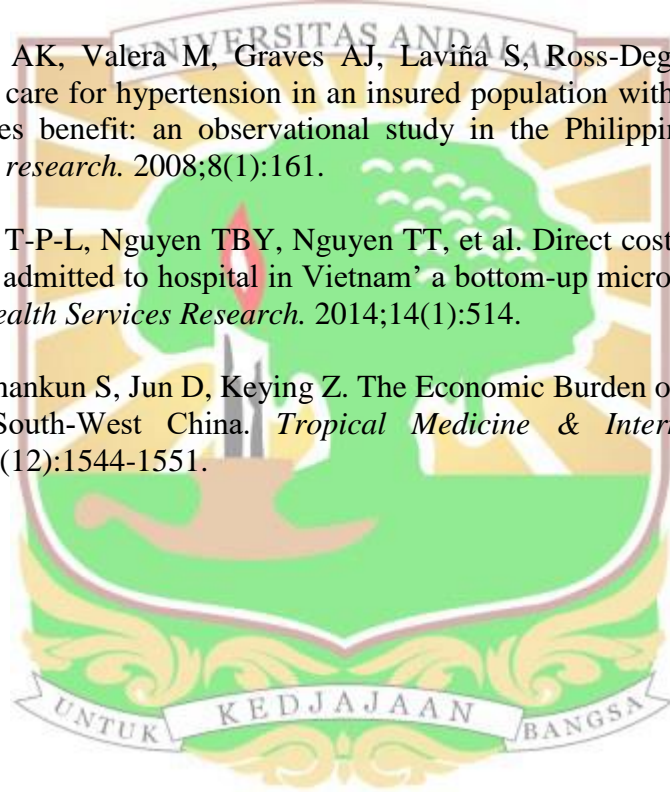 UNIVERSITAS ANDALAS
AK, Valera M, Graves AJ, Laviña S, Ross-Deg
care for hypertension in an insured population with
es benefit: an observational study in the Philippin
research. 2008;8(1):161.
T-P-L, Nguyen TBY, Nguyen TT, et al. Direct cost
admitted to hospital in Vietnam’ a bottom-up micro
ealth Services Research. 2014;14(1):514.
nankun S, Jun D, Keying Z. The Economic Burden o
South-West China. Tropical Medicine & Intern
(12):1544-1551.
UNTUK KEDJAJAAN BANGSA